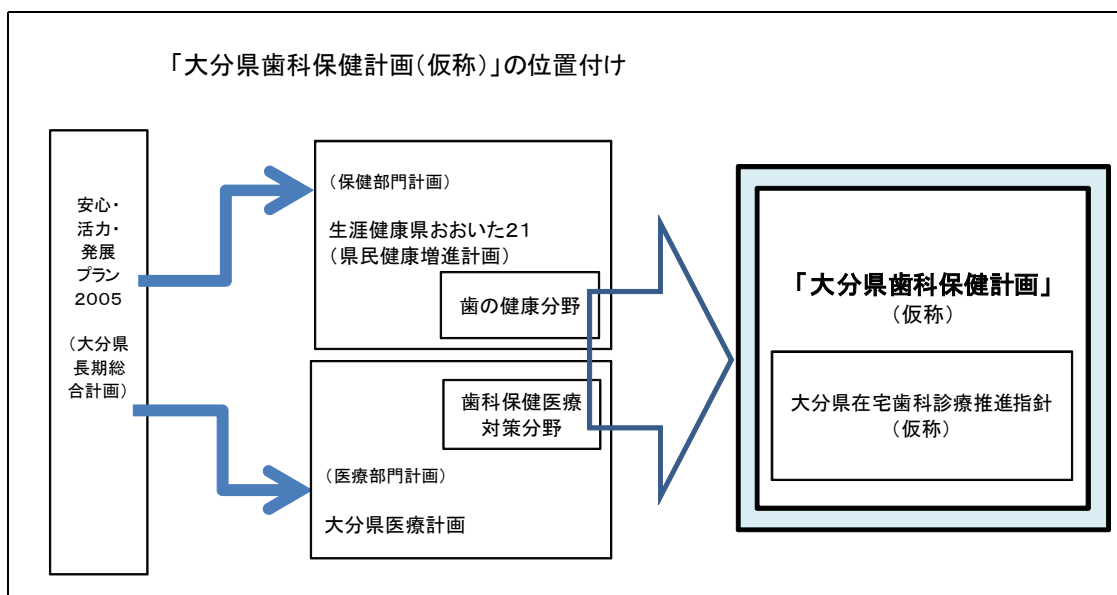 「大分県歯科保健計画(仮称)」の位置付け
安心・
活力・
発展
プラン
2005
(大分県
長期総
合計画)
(保健部門計画)
生涯健康県おおいた21
(県民健康増進計画)
歯の健康分野
歯科保健医療
対策分野
(医療部門計画)
大分県医療計画
「大分県歯科保健計画」
(仮称)
大分県在宅歯科診療推進指針
(仮称)